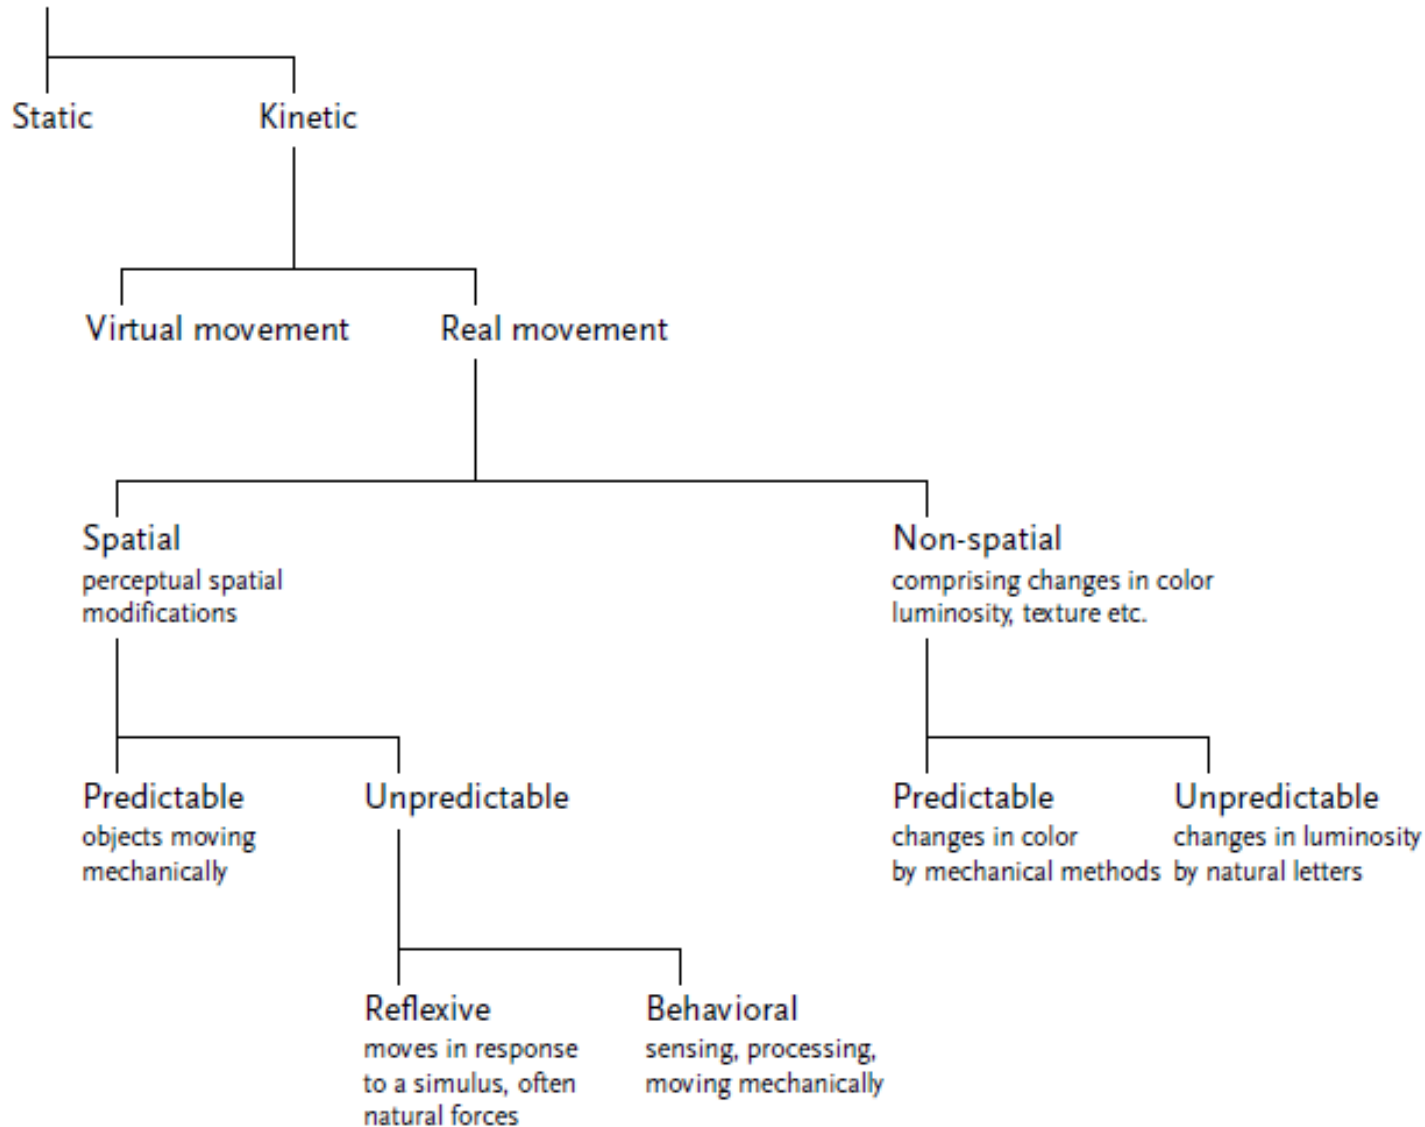 Static
Kinetic
Virtual movement
Real movement
Spatial
perceptual spatial
modifications
Non-spatial
comprising changes in color
luminosity, texture etc.
Predictable
objects moving
mechanically
Unpredictable
Predictable
changes in color
by mechanical methods
Unpredictable
changes in luminosity
by natural letters
Reflexive
moves in response
to a simulus, often
natural forces
Behavioral
sensing, processing,
moving mechanically